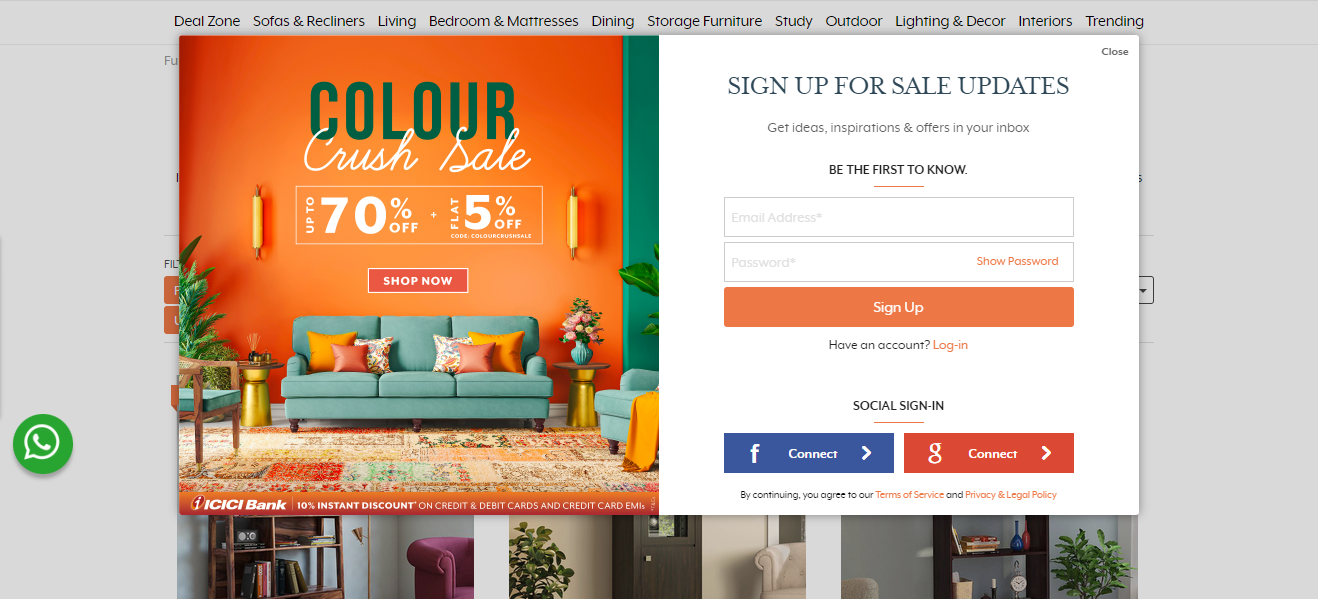 Deal Zone Sofas & Recliners Living Bedroom & Mattresses Dining Storage Furniture Study Outdoor Lighting & Decor Interiors Trending
Close
COLOUR
Crush Sale
UP TO 70% OFF + FLAT 5% OFF
CODE: COLOURCRUSHSALE
SHOP NOW
ICICI Bank 10% INSTANT DISCOUNT* ON CREDIT & DEBIT CARDS AND CREDIT CARD EMIs
SIGN UP FOR SALE UPDATES
Get ideas, inspirations & offers in your inbox
BE THE FIRST TO KNOW.
Email Address*
Password* Show Password
Sign Up
Have an account? Log-in
SOCIAL SIGN-IN
f Connect
g Connect
By continuing, you agree to our Terms of Service and Privacy & Legal Policy